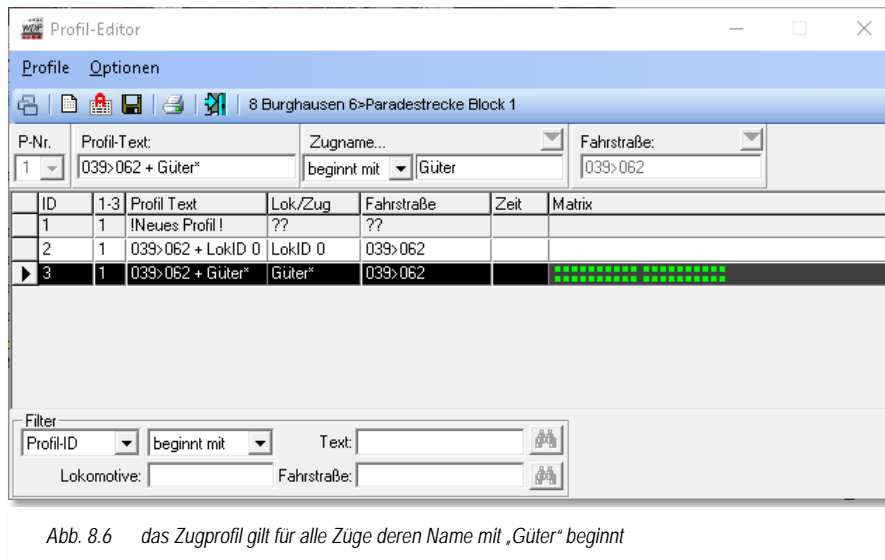 WDP Profil-Editor
Profile Optionen
8 Burghausen 6>Paradestrecke Block 1
P-Nr. Profil-Text: Zugname... Fahrstraße:
1 039>062 + Güter* beginnt mit Güter 039>062
ID 1-3 Profil Text Lok/Zug Fahrstraße Zeit Matrix
1 1 !Neues Profil ! ?? ??
2 1 039>062 + LokID 0 LokID 0 039>062
3 1 039>062 + Güter* Güter* 039>062
Filter
Profil-ID beginnt mit Text:
Lokomotive: Fahrstraße:
Abb. 8.6 das Zugprofil gilt für alle Züge deren Name mit „Güter“ beginnt